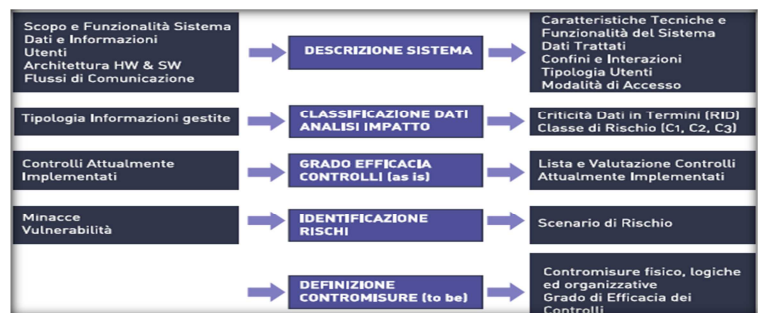 Scopo e Funzionalità Sistema
Dati e Informazioni
Utenti
Architettura HW & SW
Flussi di Comunicazione
DESCRIZIONE SISTEMA
Caratteristiche Tecniche e
Funzionalità del Sistema
Dati Trattati
Confini e Interazioni
Tipologia Utenti
Modalità di Accesso
Tipologia Informazioni gestite
CLASSIFICAZIONE DATI
ANALISI IMPATTO
Criticità Dati in Termini (RID)
Classe di Rischio (C1, C2, C3)
Controlli Attualmente
Implementati
GRADO EFFICACIA
CONTROLLI (as is)
Lista e Valutazione Controlli
Attualmente Implementati
Minacce
Vulnerabilità
IDENTIFICAZIONE
RISCHI
Scenario di Rischio
DEFINIZIONE
CONTROMISURE (to be)
Contromisure fisico, logiche
ed organizzative
Grado di Efficacia dei
Controlli